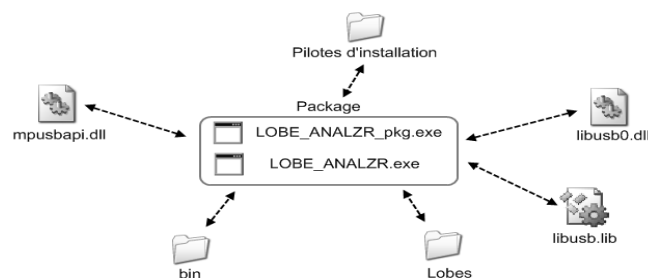 Pilotes d'installation
Package
LOBE_ANALZR_pkg.exe
LOBE_ANALZR.exe
mpusbapi.dll
libusb0.dll
libusb.lib
bin
Lobes